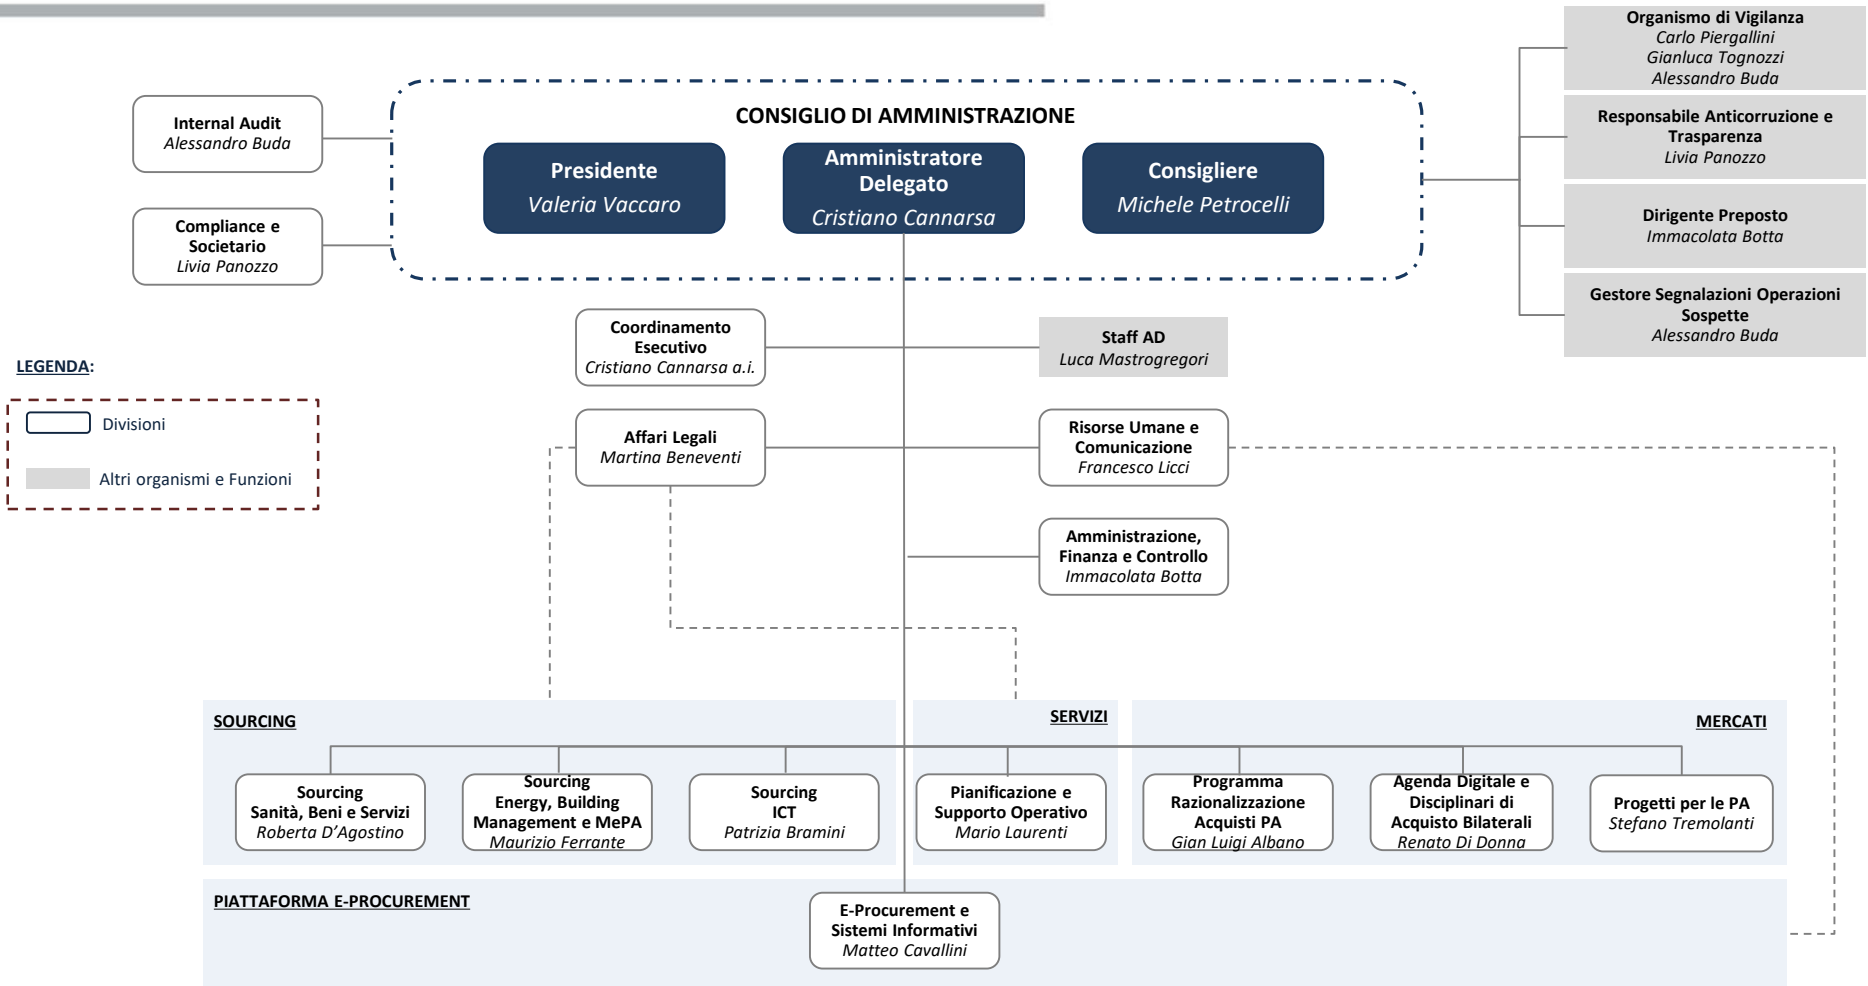 Organismo di Vigilanza
Carlo Piergallini
Gianluca Tognozzi
Alessandro Buda
Responsabile Anticorruzione e
Trasparenza
Livia Panozzo
Dirigente Preposto
Immacolata Botta
Gestore Segnalazioni Operazioni
Sospette
Alessandro Buda
Internal Audit
Alessandro Buda
Compliance e
Societario
Livia Panozzo
CONSIGLIO DI AMMINISTRAZIONE
Presidente
Valeria Vaccaro
Amministratore
Delegato
Cristiano Cannarsa
Consigliere
Michele Petrocelli
Coordinamento
Esecutivo
Cristiano Cannarsa a.i.
Staff AD
Luca Mastrogregori
LEGENDA:
Divisioni
Altri organismi e Funzioni
Affari Legali
Martina Beneventi
Risorse Umane e
Comunicazione
Francesco Licci
Amministrazione,
Finanza e Controllo
Immacolata Botta
SOURCING
SERVIZI
MERCATI
Sourcing
Sanità, Beni e Servizi
Roberta D’Agostino
Sourcing
Energy, Building
Management e MePA
Maurizio Ferrante
Sourcing
ICT
Patrizia Bramini
Pianificazione e
Supporto Operativo
Mario Laurenti
Programma
Razionalizzazione
Acquisti PA
Gian Luigi Albano
Agenda Digitale e
Disciplinari di
Acquisto Bilaterali
Renato Di Donna
Progetti per le PA
Stefano Tremolanti
PIATTAFORMA E-PROCUREMENT
E-Procurement e
Sistemi Informativi
Matteo Cavallini